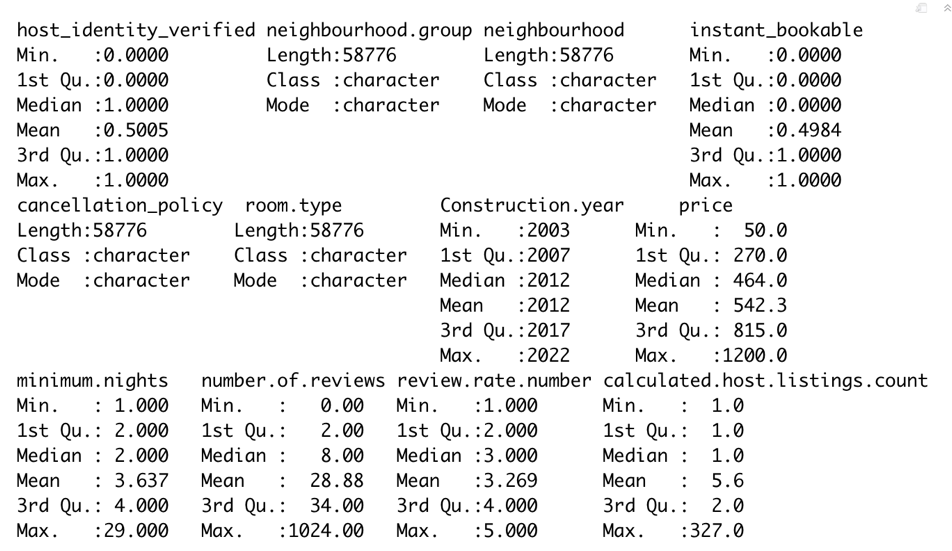 host_identity_verified neighbourhood.group neighbourhood instant_bookable
Min. :0.0000 Length:58776 Length:58776 Min. :0.0000
1st Qu.:0.0000 Class :character Class :character 1st Qu.:0.0000
Median :1.0000 Mode :character Mode :character Median :0.0000
Mean :0.5005 Mean :0.4984
3rd Qu.:1.0000 3rd Qu.:1.0000
Max. :1.0000 Max. :1.0000
cancellation_policy room.type Construction.year price
Length:58776 Length:58776 Min. :2003 Min. : 50.0
Class :character Class :character 1st Qu.:2007 1st Qu.: 270.0
Mode :character Mode :character Median :2012 Median : 464.0
Mean :2012 Mean : 542.3
3rd Qu.:2017 3rd Qu.: 815.0
Max. :2022 Max. :1200.0
minimum.nights number.of.reviews review.rate.number calculated.host.listings.count
Min. : 1.000 Min. : 0.00 Min. :1.000 Min. : 1.0
1st Qu.: 2.000 1st Qu.: 2.00 1st Qu.:2.000 1st Qu.: 1.0
Median : 2.000 Median : 8.00 Median :3.000 Median : 1.0
Mean : 3.637 Mean : 28.88 Mean :3.269 Mean : 5.6
3rd Qu.: 4.000 3rd Qu.: 34.00 3rd Qu.:4.000 3rd Qu.: 2.0
Max. :29.000 Max. :1024.00 Max. :5.000 Max. :327.0